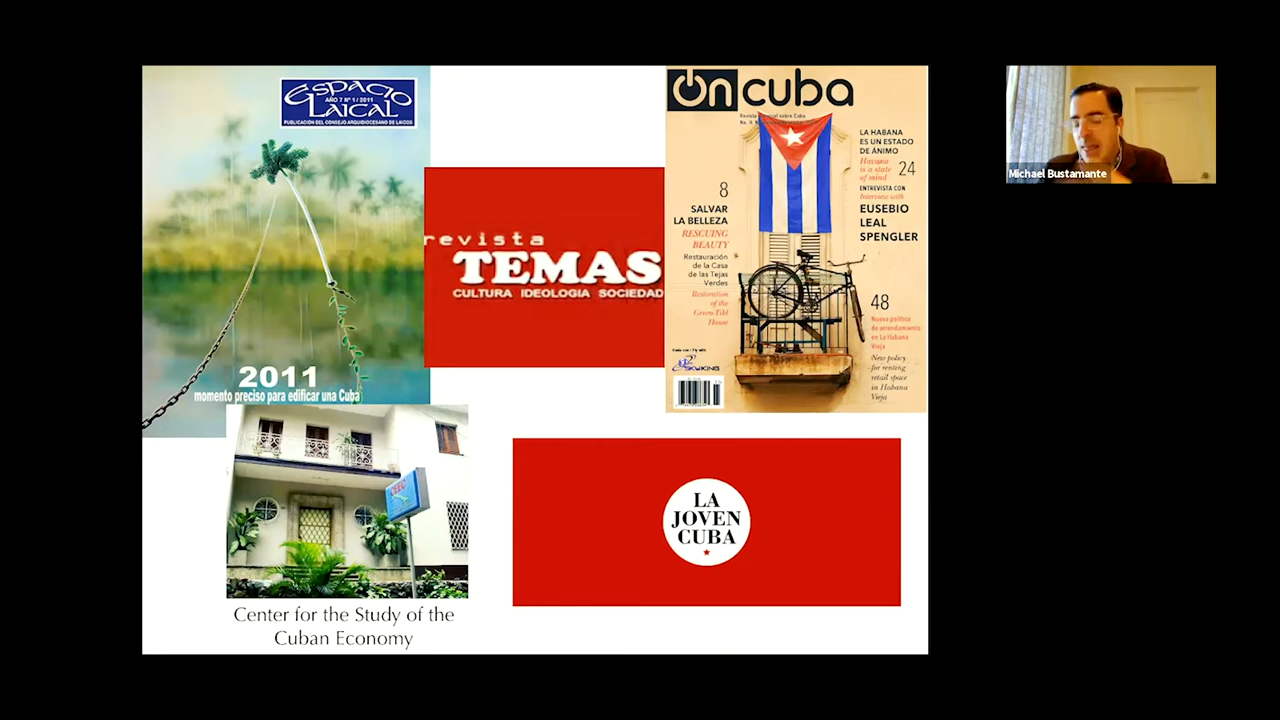 ESPACIO
LAICAL
AÑO 7 Nº 1 / 2011
PUBLICACIÓN DEL CONSEJO ARQUIDIOCESANO DE LAICOS
2011
momento preciso para edificar una Cuba
revista
TEMAS
CULTURA IDEOLOGIA SOCIEDAD
On cuba
LA HABANA
ES UN ESTADO
DE ÁNIMO
Havana
is a state
of mind
24
ENTREVISTA CON
Interview with
EUSEBIO
LEAL
SPENGLER
8
SALVAR
LA BELLEZA
RESCUING
BEAUTY
Restauración
de la Casa
de las Tejas
Verdes
Restoration
of the
Green-Tile
House
48
Nueva política
de arrendamiento
en La Habana
Vieja
New policy
for renting
retail space
in Habana
Vieja
CEEC
Center for the Study of the
Cuban Economy
LA
JOVEN
CUBA
Michael Bustamante